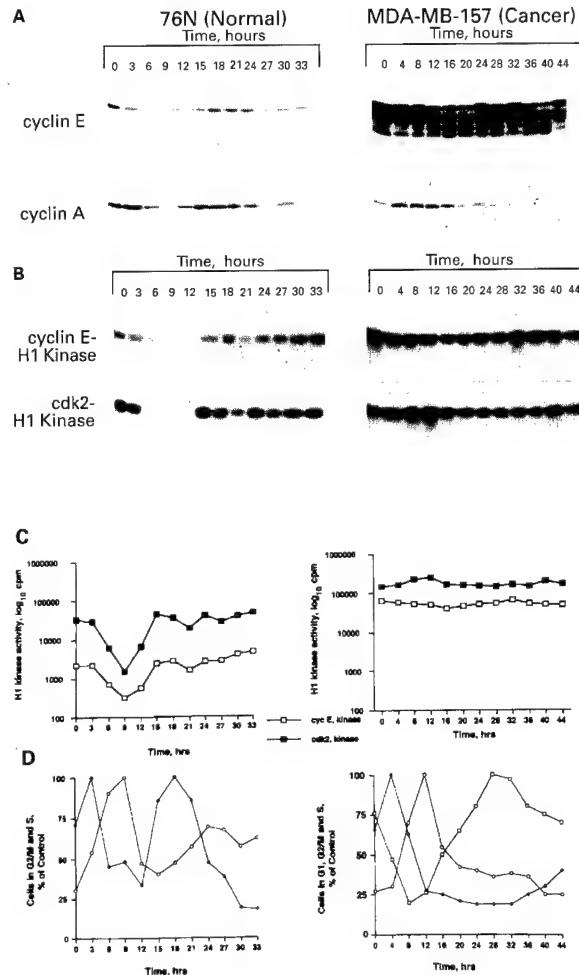 A
76N (Normal)
MDA-MB-157 (Cancer)
Time, hours
Time, hours
0 3 6 9 12 15 18 21 24 27 30 33
0 4 8 12 16 20 24 28 32 36 40 44
cyclin E
cyclin A
B
Time, hours
Time, hours
0 3 6 9 12 15 18 21 24 27 30 33
0 4 8 12 16 20 24 28 32 36 40 44
cyclin E-
H1 Kinase
cdk2-
H1 Kinase
C
H1 kinase activity, log10 cpm
1000000
100000
10000
1000
100
0 3 6 9 12 15 18 21 24 27 30 33
Time, hrs
cyc E, kinase
cdk2, kinase
H1 kinase activity, log10 cpm
1000000
100000
10000
1000
100
0 4 8 12 16 20 24 28 32 36 40 44
Time, hrs
D
Cells in G2/M and S,
% of Control
100
75
50
25
0
0 3 6 9 12 15 18 21 24 27 30 33
Time, hrs
Cells in G1, G2/M and S,
% of Control
100
75
50
25
0
0 4 8 12 16 20 24 28 32 36 40 44
Time, hrs